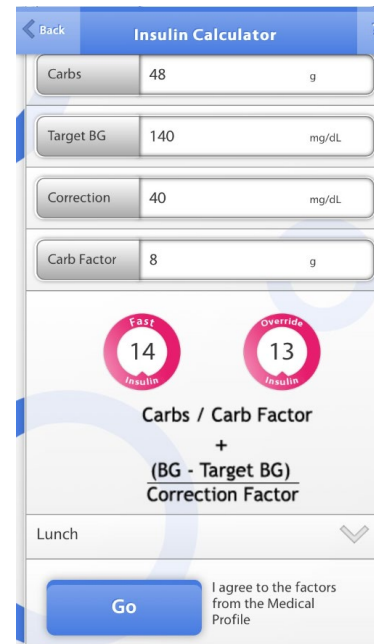 Back
Insulin Calculator
Carbs 48 g
Target BG 140 mg/dL
Correction 40 mg/dL
Carb Factor 8 g
Fast Override
14 13
Insulin Insulin
Carbs / Carb Factor
+
(BG - Target BG)
Correction Factor
Lunch
Go
I agree to the factors
from the Medical
Profile